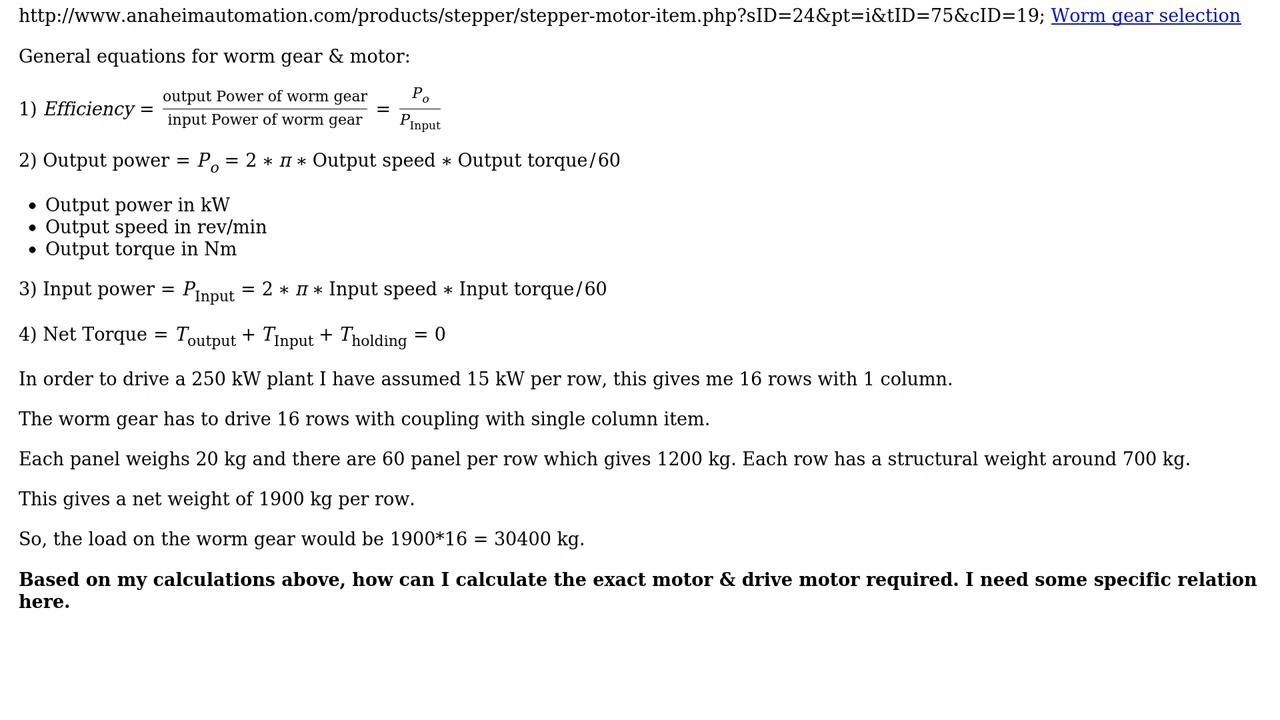 http://www.anaheimautomation.com/products/stepper/stepper-motor-item.php?sID=24&pt=i&tID=75&cID=19; Worm gear selection
General equations for worm gear & motor:
1) Efficiency = output Power of worm gear / input Power of worm gear = P_o / P_Input
2) Output power = P_o = 2 ∗ π ∗ Output speed ∗ Output torque/60
• Output power in kW
• Output speed in rev/min
• Output torque in Nm
3) Input power = P_Input = 2 ∗ π ∗ Input speed ∗ Input torque/60
4) Net Torque = T_output + T_Input + T_holding = 0
In order to drive a 250 kW plant I have assumed 15 kW per row, this gives me 16 rows with 1 column.
The worm gear has to drive 16 rows with coupling with single column item.
Each panel weighs 20 kg and there are 60 panel per row which gives 1200 kg. Each row has a structural weight around 700 kg.
This gives a net weight of 1900 kg per row.
So, the load on the worm gear would be 1900*16 = 30400 kg.
Based on my calculations above, how can I calculate the exact motor & drive motor required. I need some specific relation
here.